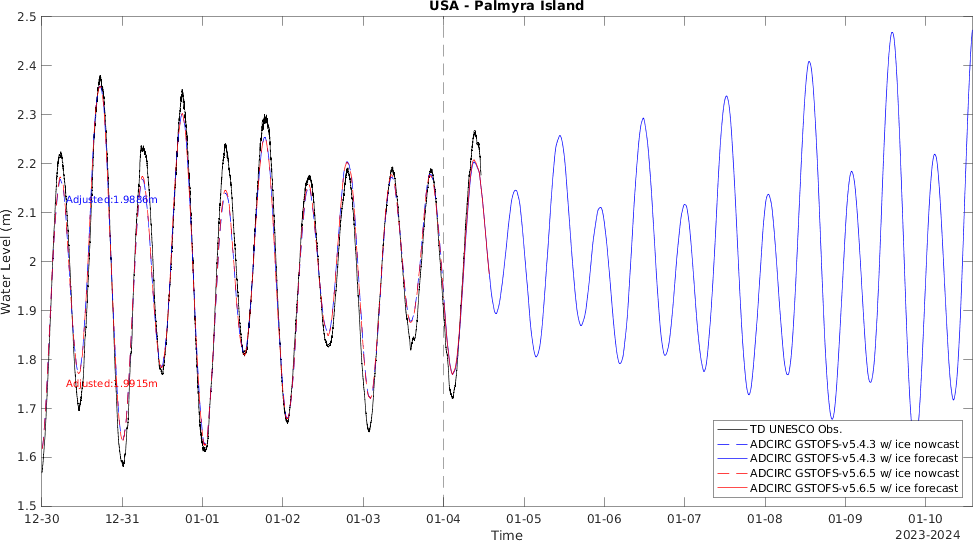 USA - Palmyra Island
2.5
2.4
2.3
2.2
2.1
2
1.9
1.8
1.7
1.6
1.5
Water Level (m)
Adjusted:1.9886m
Adjusted:1.9915m
TD UNESCO Obs.
ADCIRC GSTOFS-v5.4.3 w/ ice nowcast
ADCIRC GSTOFS-v5.4.3 w/ ice forecast
ADCIRC GSTOFS-v5.6.5 w/ ice nowcast
ADCIRC GSTOFS-v5.6.5 w/ ice forecast
12-30 12-31 01-01 01-02 01-03 01-04 01-05 01-06 01-07 01-08 01-09 01-10
Time
2023-2024